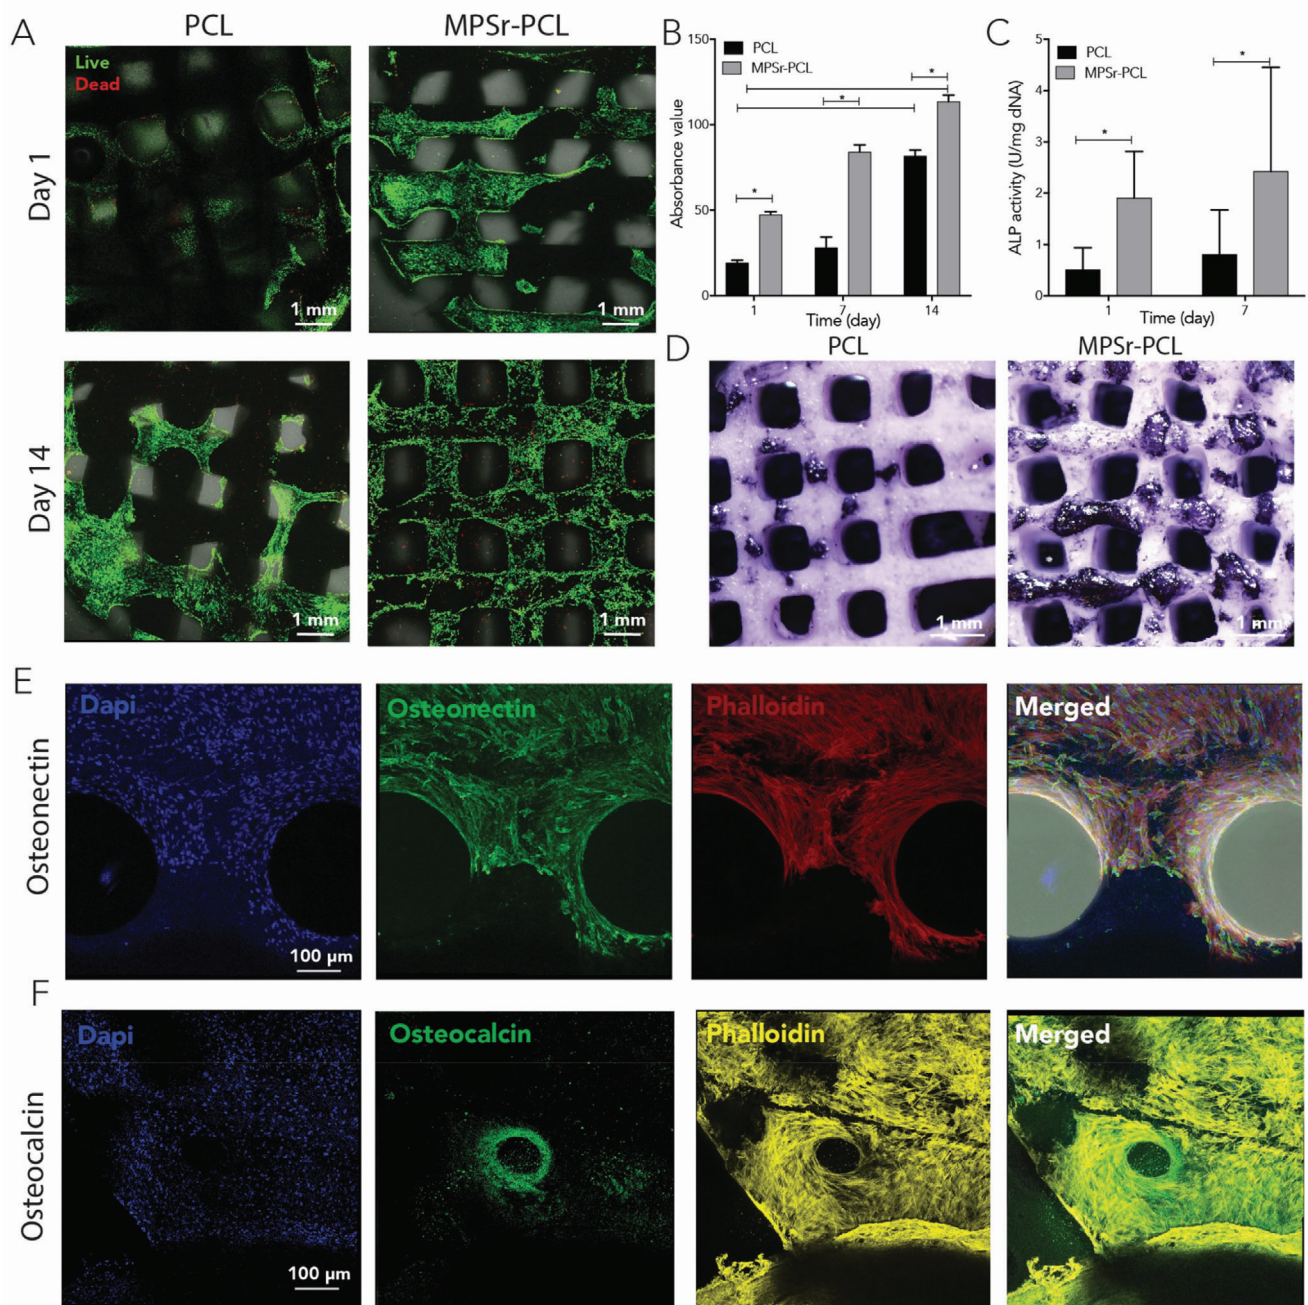 A
PCL
MPSr-PCL
Day 1
Live
Dead
1 mm
1 mm
Day 14
1 mm
1 mm
B
150
100
50
0
Absorbance value
PCL
MPSr-PCL
*
*
*
1
7
14
Time (day)
C
5
4
3
2
1
0
ALP activity (U/mg dNA)
PCL
MPSr-PCL
*
*
1
7
Time (day)
D
PCL
MPSr-PCL
1 mm
1 mm
E
Osteonectin
Dapi
Osteonectin
Phalloidin
Merged
100 µm
F
Osteocalcin
Dapi
Osteocalcin
Phalloidin
Merged
100 µm